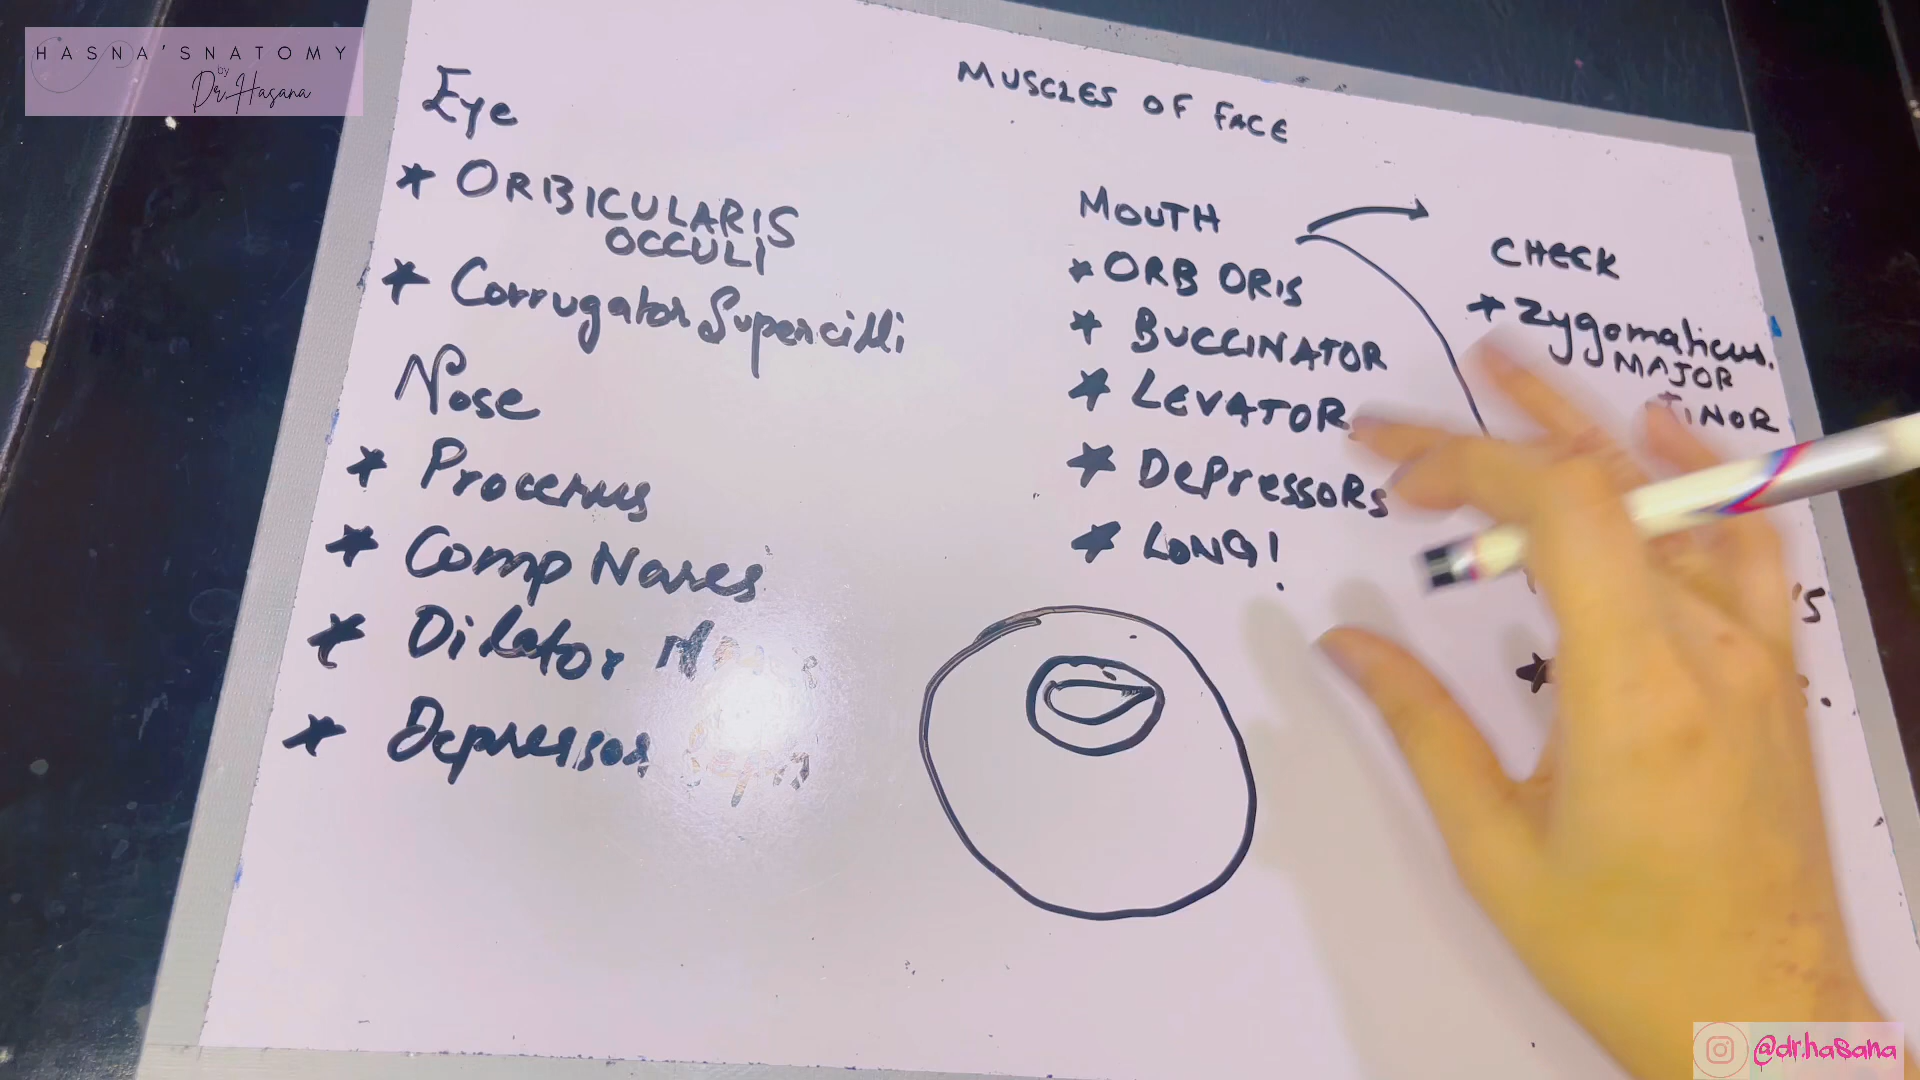 HASNA'SNATOMY
by
Dr.Hasana
MUSCLES OF FACE
Eye
* ORBICULARIS
OCCULI
* Corrugator Supercilli
Nose
* Procerus
* Comp Nares
* Dilator
* Depressor
MOUTH
* ORB ORIS
* BUCCINATOR
* LEVATOR
* DePressoRs
* LONG!
CHEEK
* Zygomaticus.
MAJOR
@dr.hasana